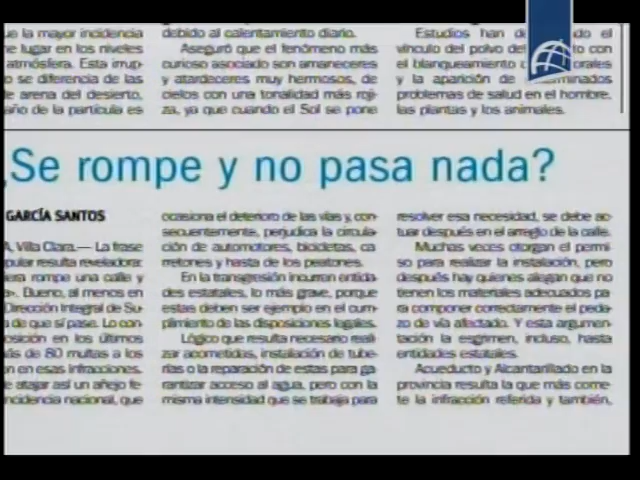 ue la mayor incidencia
ne lugar en los niveles
atmósfera. Esta irrup-
o se diferencia de las
e arena del desierto,
año de la partícula es
debido al calentamiento diario.
Aseguró que el fenómeno más
curioso asociado son amaneceres
y atardeceres muy hermosos, de
cielos con una tonalidad más roji-
za, ya que cuando el Sol se pone
Estudios han de
vínculo del polvo del
con
el blanqueamiento
y la aparición de
problemas de salud en el hombre,
las plantas y los animales.
¿Se rompe y no pasa nada?
GARCÍA SANTOS
A, Villa Clara.— La frase
pular resulta reveladora:
era rompe una calle y
a». Bueno, al menos en
Dirección Integral de Su-
a de que sí pase. Lo con-
osición en los últimos
ás de 80 multas a los
on en esas infracciones.
e atajar así un añejo fe-
incidencia nacional, que
ocasiona el deterioro de las vías y, con-
secuentemente, perjudica la circula-
ción de automotores, bicicletas, ca-
rretones y hasta de los peatones.
En la transgresión incurren entida-
des estatales, lo más grave, porque
estas deben ser ejemplo en el cum-
plimiento de las disposiciones legales.
Lógico que resulta necesario reali-
zar acometidas, instalación de tube-
rías o la reparación de estas para ga-
rantizar acceso al agua, pero con la
misma intensidad que se trabaja para
resolver esa necesidad, se debe ac-
tuar después en el arreglo de la calle.
Muchas veces otorgan el permi-
so para realizar la instalación, pero
después hay quienes alegan que no
tienen los materiales adecuados pa-
ra componer correctamente el peda-
zo de vía afectado. Y esta argumen-
tación la esgrimen, incluso, hasta
entidades estatales.
Acueducto y Alcantarillado en la
provincia resulta la que más come-
te la infracción referida y también,